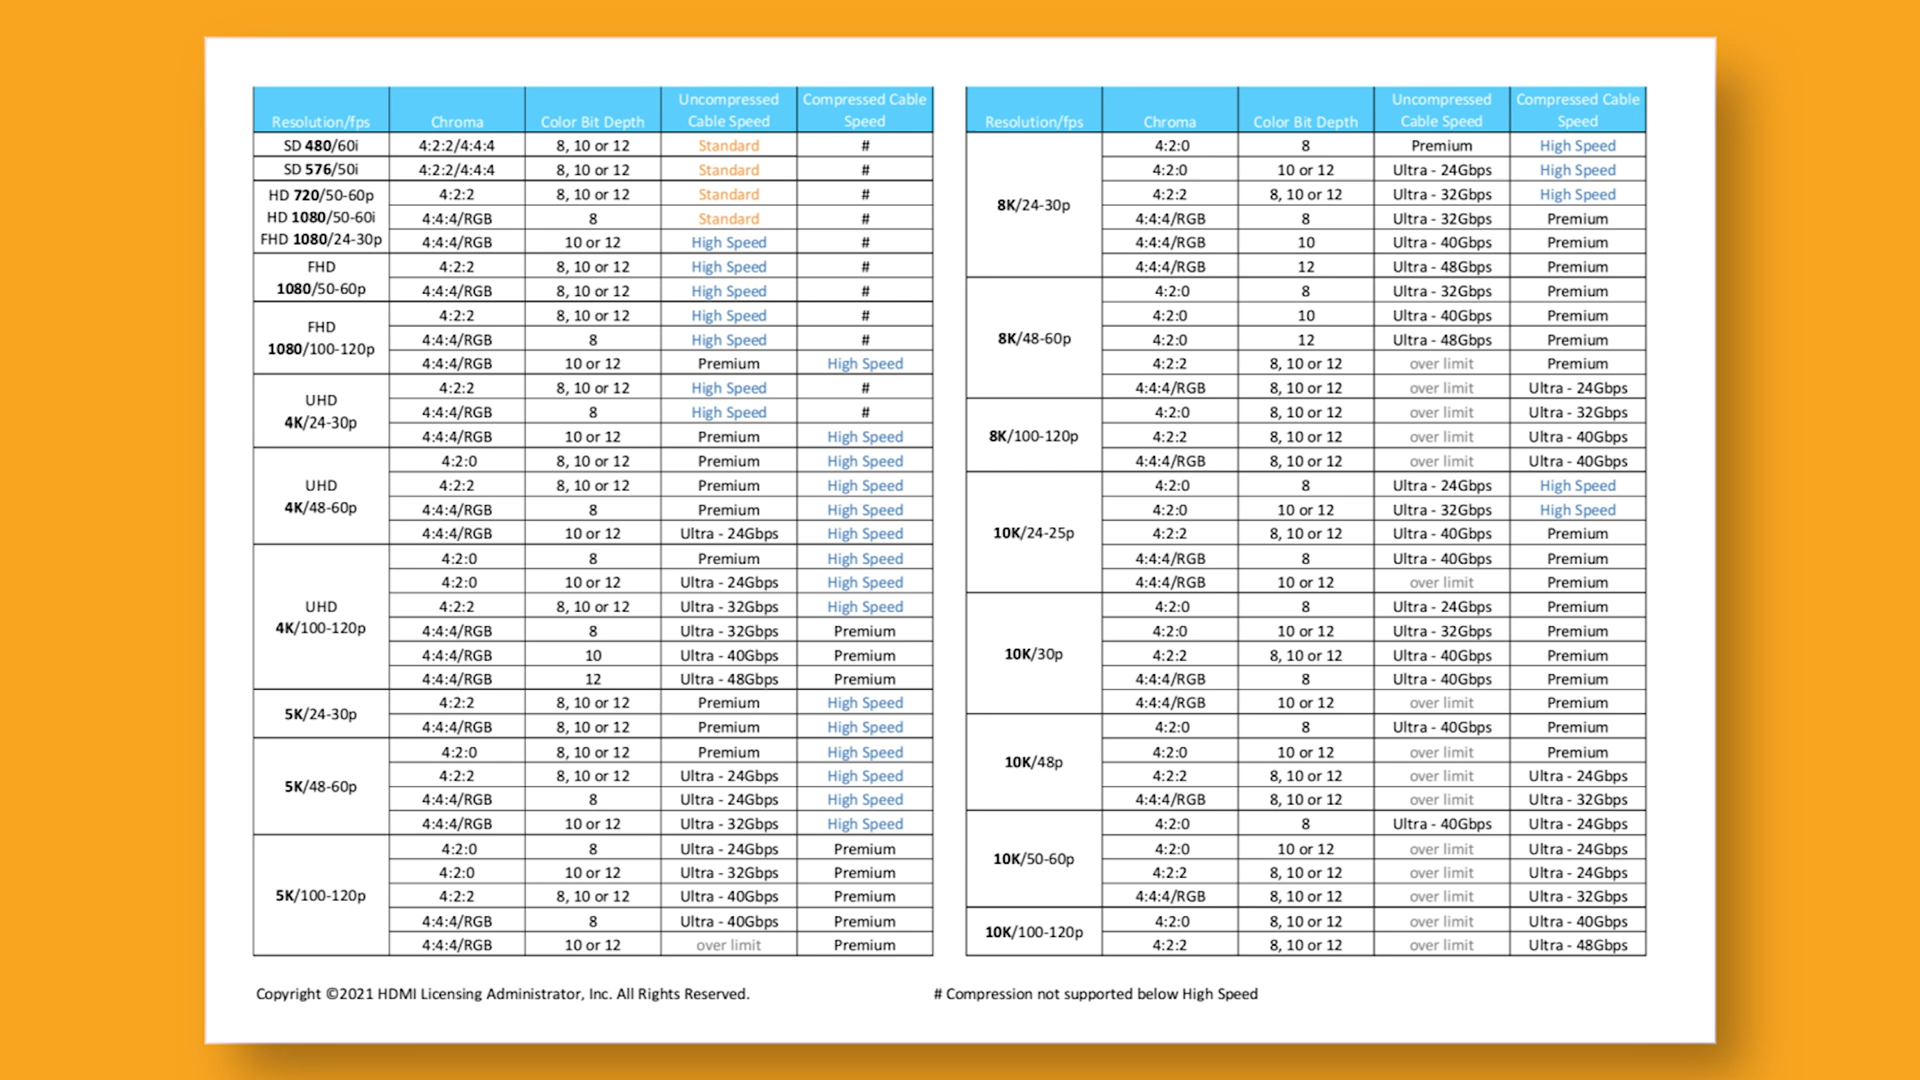 Resolution/fps Chroma Color Bit Depth Uncompressed Cable Speed Compressed Cable Speed
SD 480/60i 4:2:2/4:4:4 8, 10 or 12 Standard #
SD 576/50i 4:2:2/4:4:4 8, 10 or 12 Standard #
HD 720/50-60p 4:2:2 8, 10 or 12 Standard #
HD 1080/50-60i 4:4:4/RGB 8 Standard #
FHD 1080/24-30p 4:4:4/RGB 10 or 12 High Speed #
FHD 4:2:2 8, 10 or 12 High Speed #
1080/50-60p 4:4:4/RGB 8, 10 or 12 High Speed #
FHD 1080/100-120p 4:2:2 8, 10 or 12 High Speed #
4:4:4/RGB 8 High Speed #
4:4:4/RGB 10 or 12 Premium High Speed
UHD 4K/24-30p 4:2:2 8, 10 or 12 High Speed #
4:4:4/RGB 8 High Speed #
4:4:4/RGB 10 or 12 Premium High Speed
UHD 4K/48-60p 4:2:0 8, 10 or 12 Premium High Speed
4:2:2 8, 10 or 12 Premium High Speed
4:4:4/RGB 8 Premium High Speed
4:4:4/RGB 10 or 12 Ultra - 24Gbps High Speed
UHD 4K/100-120p 4:2:0 8 Premium High Speed
4:2:0 10 or 12 Ultra - 24Gbps High Speed
4:2:2 8, 10 or 12 Ultra - 32Gbps High Speed
4:4:4/RGB 8 Ultra - 32Gbps Premium
4:4:4/RGB 10 Ultra - 40Gbps Premium
4:4:4/RGB 12 Ultra - 48Gbps Premium
5K/24-30p 4:2:2 8, 10 or 12 Premium High Speed
4:4:4/RGB 8, 10 or 12 Premium High Speed
5K/48-60p 4:2:0 8, 10 or 12 Premium High Speed
4:2:2 8, 10 or 12 Ultra - 24Gbps High Speed
4:4:4/RGB 8 Ultra - 24Gbps High Speed
4:4:4/RGB 10 or 12 Ultra - 32Gbps High Speed
5K/100-120p 4:2:0 8 Ultra - 24Gbps Premium
4:2:0 10 or 12 Ultra - 32Gbps Premium
4:2:2 8, 10 or 12 Ultra - 40Gbps Premium
4:4:4/RGB 8 Ultra - 40Gbps Premium
4:4:4/RGB 10 or 12 over limit Premium
Resolution/fps Chroma Color Bit Depth Uncompressed Cable Speed Compressed Cable Speed
8K/24-30p 4:2:0 8 Premium High Speed
4:2:0 10 or 12 Ultra - 24Gbps High Speed
4:2:2 8, 10 or 12 Ultra - 32Gbps High Speed
4:4:4/RGB 8 Ultra - 32Gbps Premium
4:4:4/RGB 10 Ultra - 40Gbps Premium
4:4:4/RGB 12 Ultra - 48Gbps Premium
8K/48-60p 4:2:0 8 Ultra - 32Gbps Premium
4:2:0 10 Ultra - 40Gbps Premium
4:2:0 12 Ultra - 48Gbps Premium
4:2:2 8, 10 or 12 over limit Premium
4:4:4/RGB 8, 10 or 12 over limit Ultra - 24Gbps
8K/100-120p 4:2:0 8, 10 or 12 over limit Ultra - 32Gbps
4:2:2 8, 10 or 12 over limit Ultra - 40Gbps
4:4:4/RGB 8, 10 or 12 over limit Ultra - 40Gbps
10K/24-25p 4:2:0 8 Ultra - 24Gbps High Speed
4:2:0 10 or 12 Ultra - 32Gbps High Speed
4:2:2 8, 10 or 12 Ultra - 40Gbps Premium
4:4:4/RGB 8 Ultra - 40Gbps Premium
4:4:4/RGB 10 or 12 over limit Premium
10K/30p 4:2:0 8 Ultra - 24Gbps Premium
4:2:0 10 or 12 Ultra - 32Gbps Premium
4:2:2 8, 10 or 12 Ultra - 40Gbps Premium
4:4:4/RGB 8 Ultra - 40Gbps Premium
4:4:4/RGB 10 or 12 over limit Premium
10K/48p 4:2:0 8 Ultra - 40Gbps Premium
4:2:0 10 or 12 over limit Premium
4:2:2 8, 10 or 12 over limit Ultra - 24Gbps
4:4:4/RGB 8, 10 or 12 over limit Ultra - 32Gbps
10K/50-60p 4:2:0 8 Ultra - 40Gbps Ultra - 24Gbps
4:2:0 10 or 12 over limit Ultra - 24Gbps
4:2:2 8, 10 or 12 over limit Ultra - 24Gbps
4:4:4/RGB 8, 10 or 12 over limit Ultra - 32Gbps
10K/100-120p 4:2:0 8, 10 or 12 over limit Ultra - 40Gbps
4:2:2 8, 10 or 12 over limit Ultra - 48Gbps
Copyright ©2021 HDMI Licensing Administrator, Inc. All Rights Reserved.
# Compression not supported below High Speed